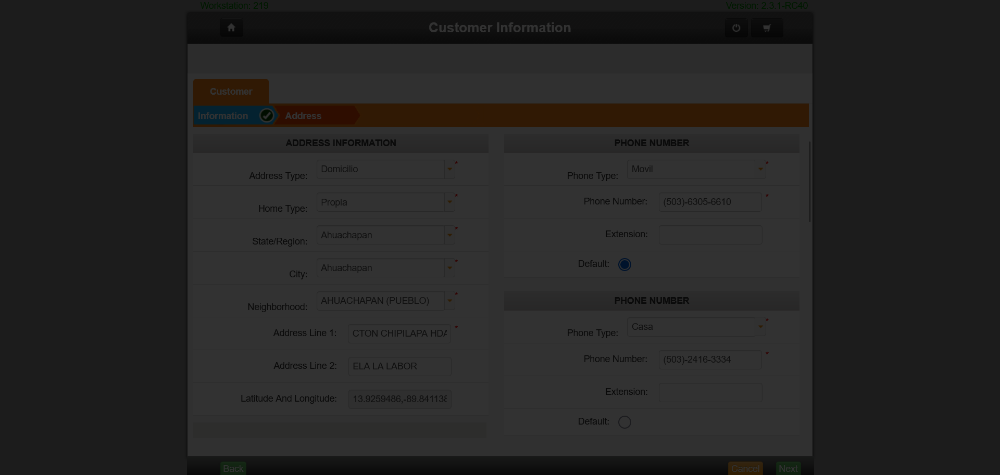 Workstation: 219
Version: 2.3.1-RC40
Customer Information
Customer
Information
Address
ADDRESS INFORMATION
Address Type:
Domicilio
*
Home Type:
Propia
*
State/Region:
Ahuachapan
*
City:
Ahuachapan
*
Neighborhood:
AHUACHAPAN (PUEBLO)
*
Address Line 1:
CTON CHIPILAPA HDA
*
Address Line 2:
ELA LA LABOR
Latitude And Longitude:
13.9259486,-89.841138
PHONE NUMBER
Phone Type:
Movil
*
Phone Number:
(503)-6305-6610
*
Extension:
Default:
PHONE NUMBER
Phone Type:
Casa
*
Phone Number:
(503)-2416-3334
*
Extension:
Default:
Back
Cancel
Next